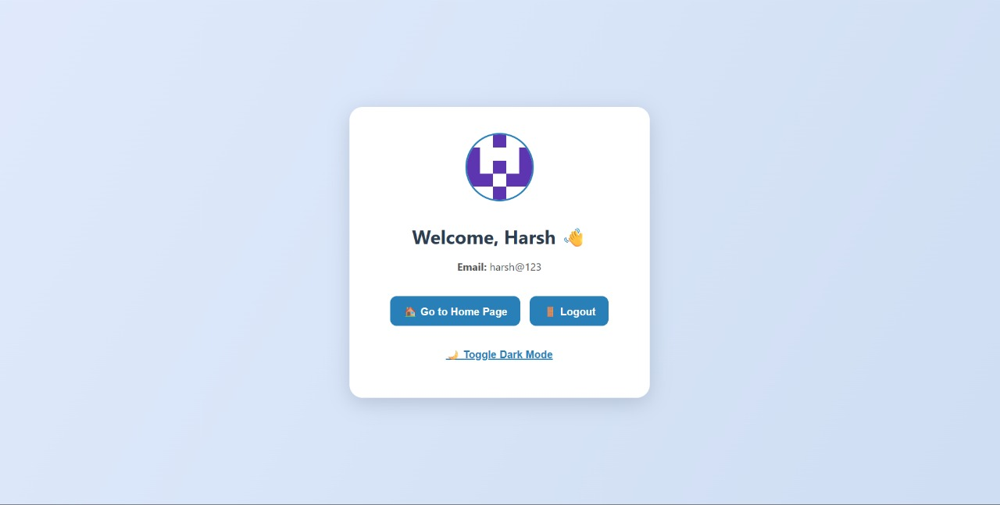 Welcome, Harsh 👋
Email: harsh@123
🏠 Go to Home Page
🚪 Logout
🌙 Toggle Dark Mode